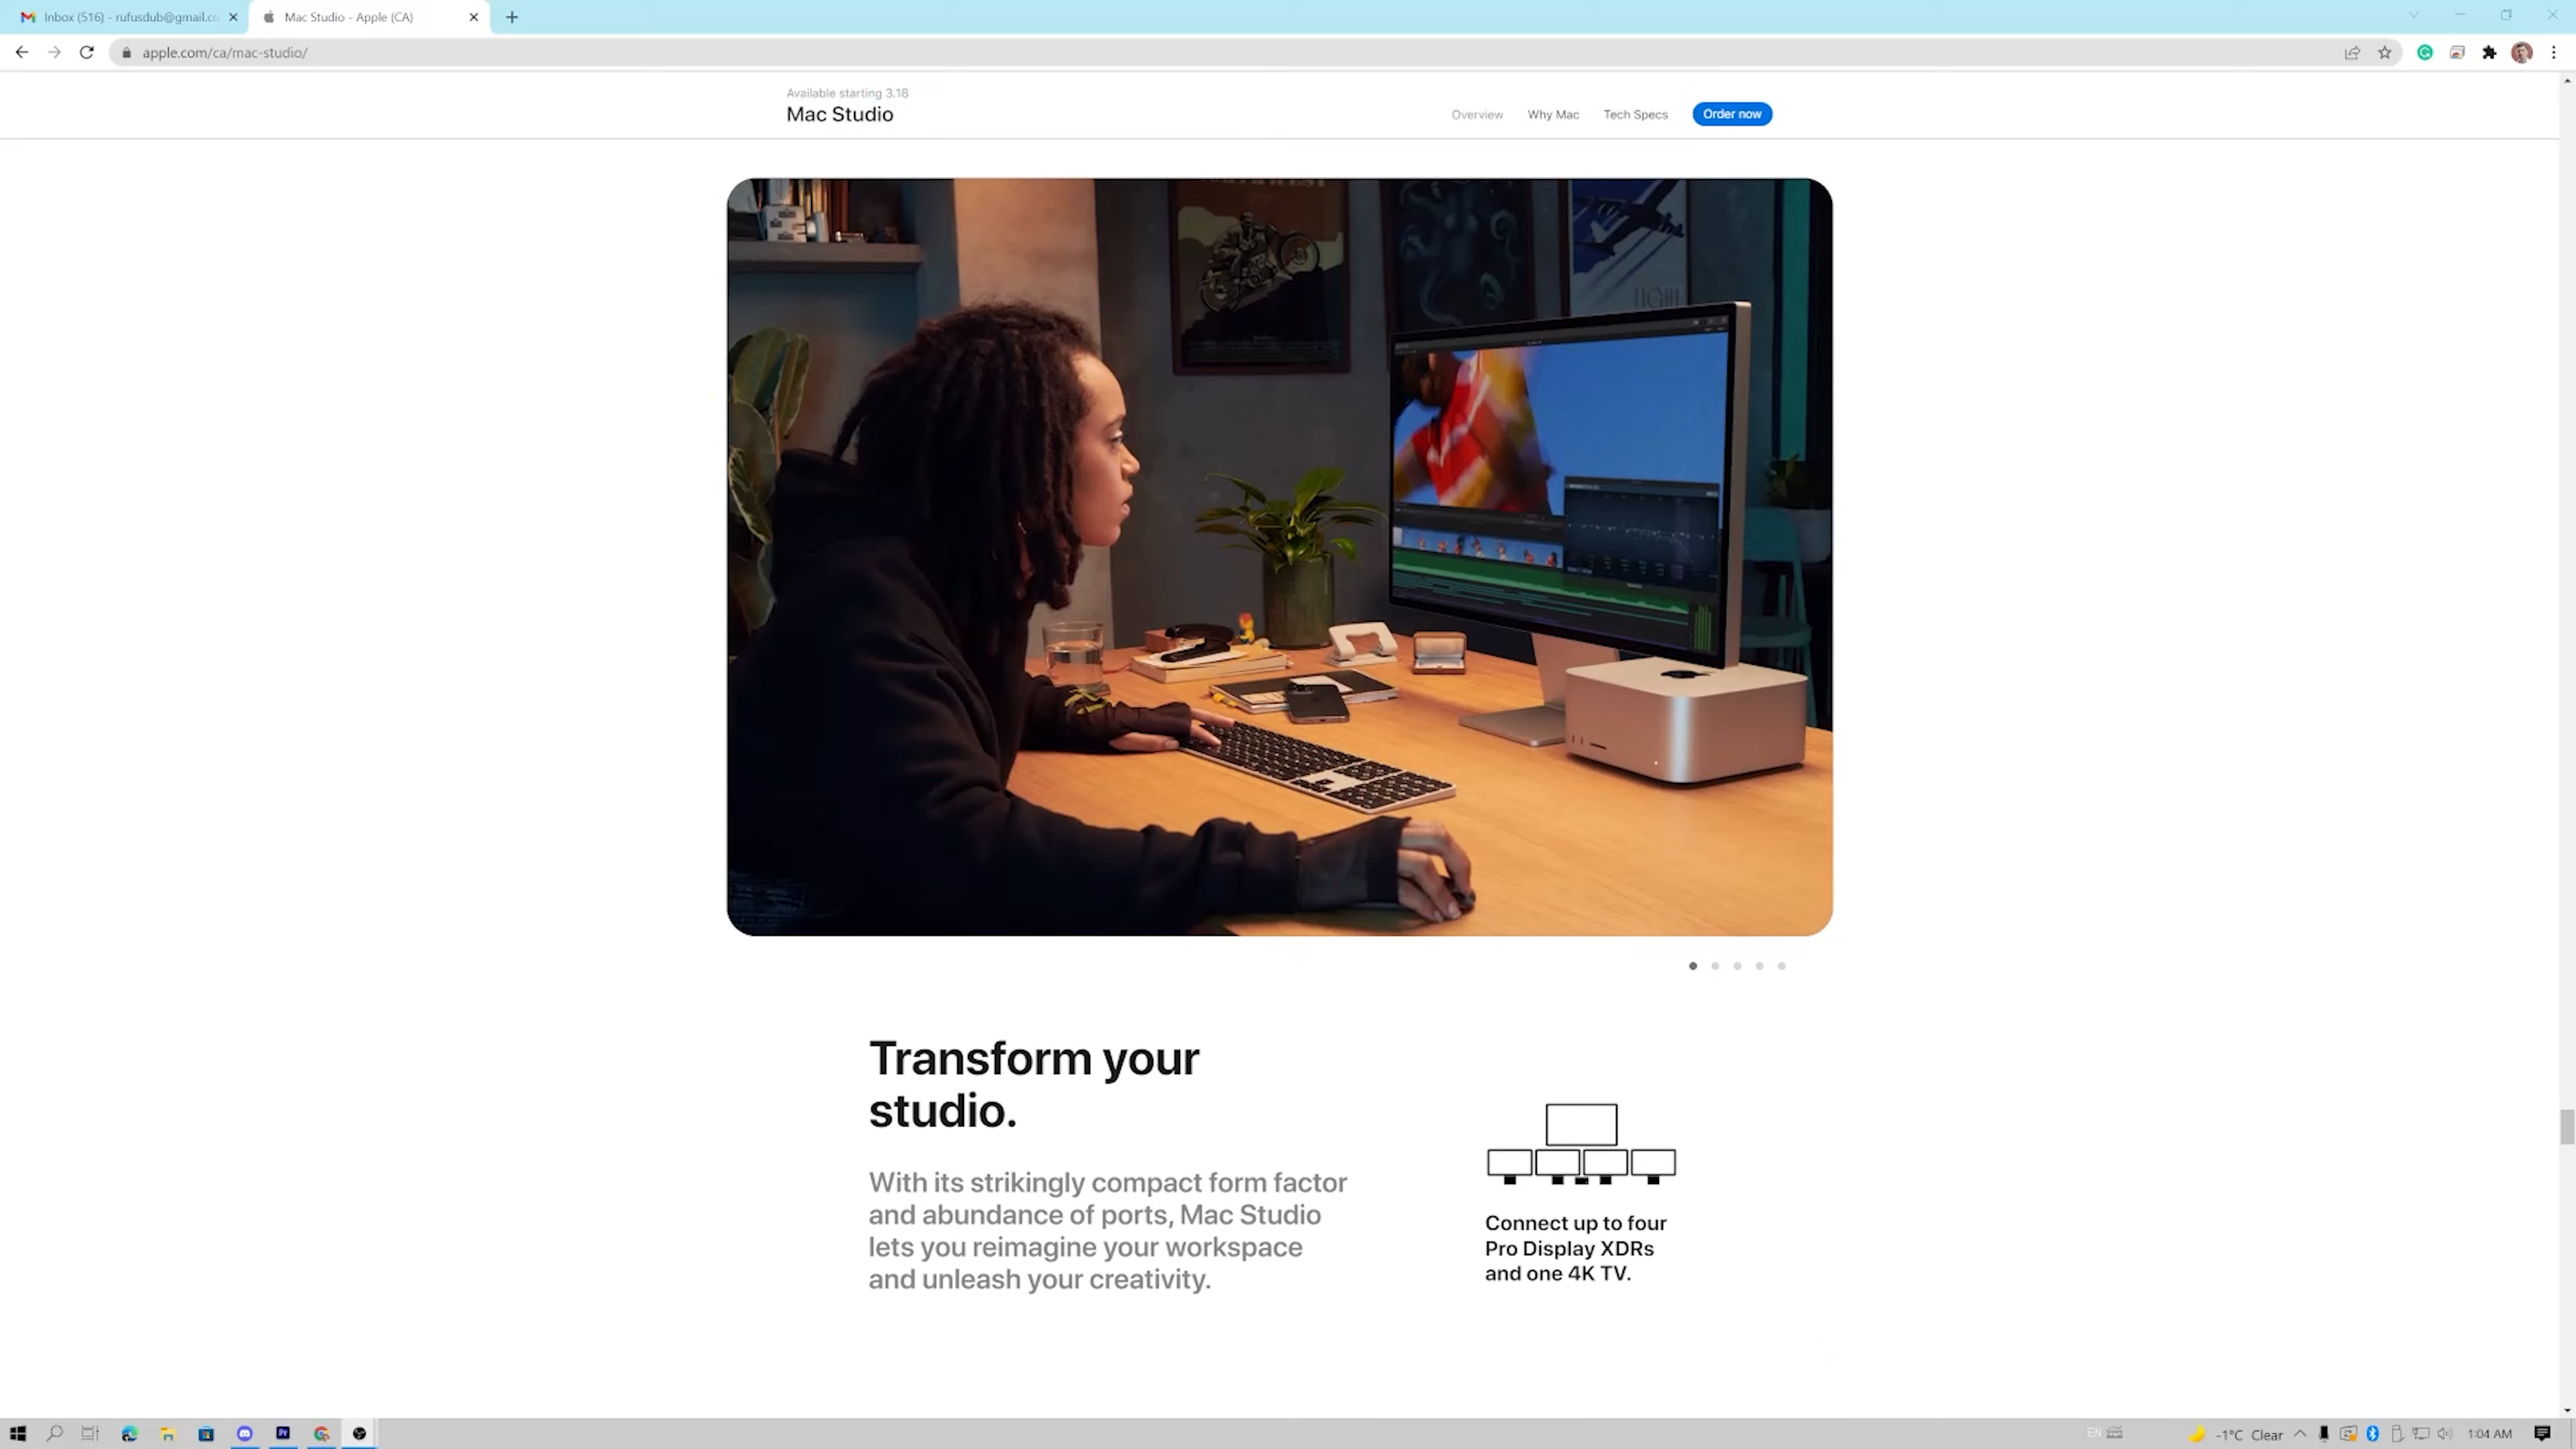 Inbox (516) - rufusdub@gmail.co
Mac Studio - Apple (CA)
apple.com/ca/mac-studio/
Available starting 3.18
Mac Studio
Overview
Why Mac
Tech Specs
Order now
Transform your
studio.
With its strikingly compact form factor
and abundance of ports, Mac Studio
lets you reimagine your workspace
and unleash your creativity.
Connect up to four
Pro Display XDRs
and one 4K TV.
Pr
EN
-1°C Clear
1:04 AM